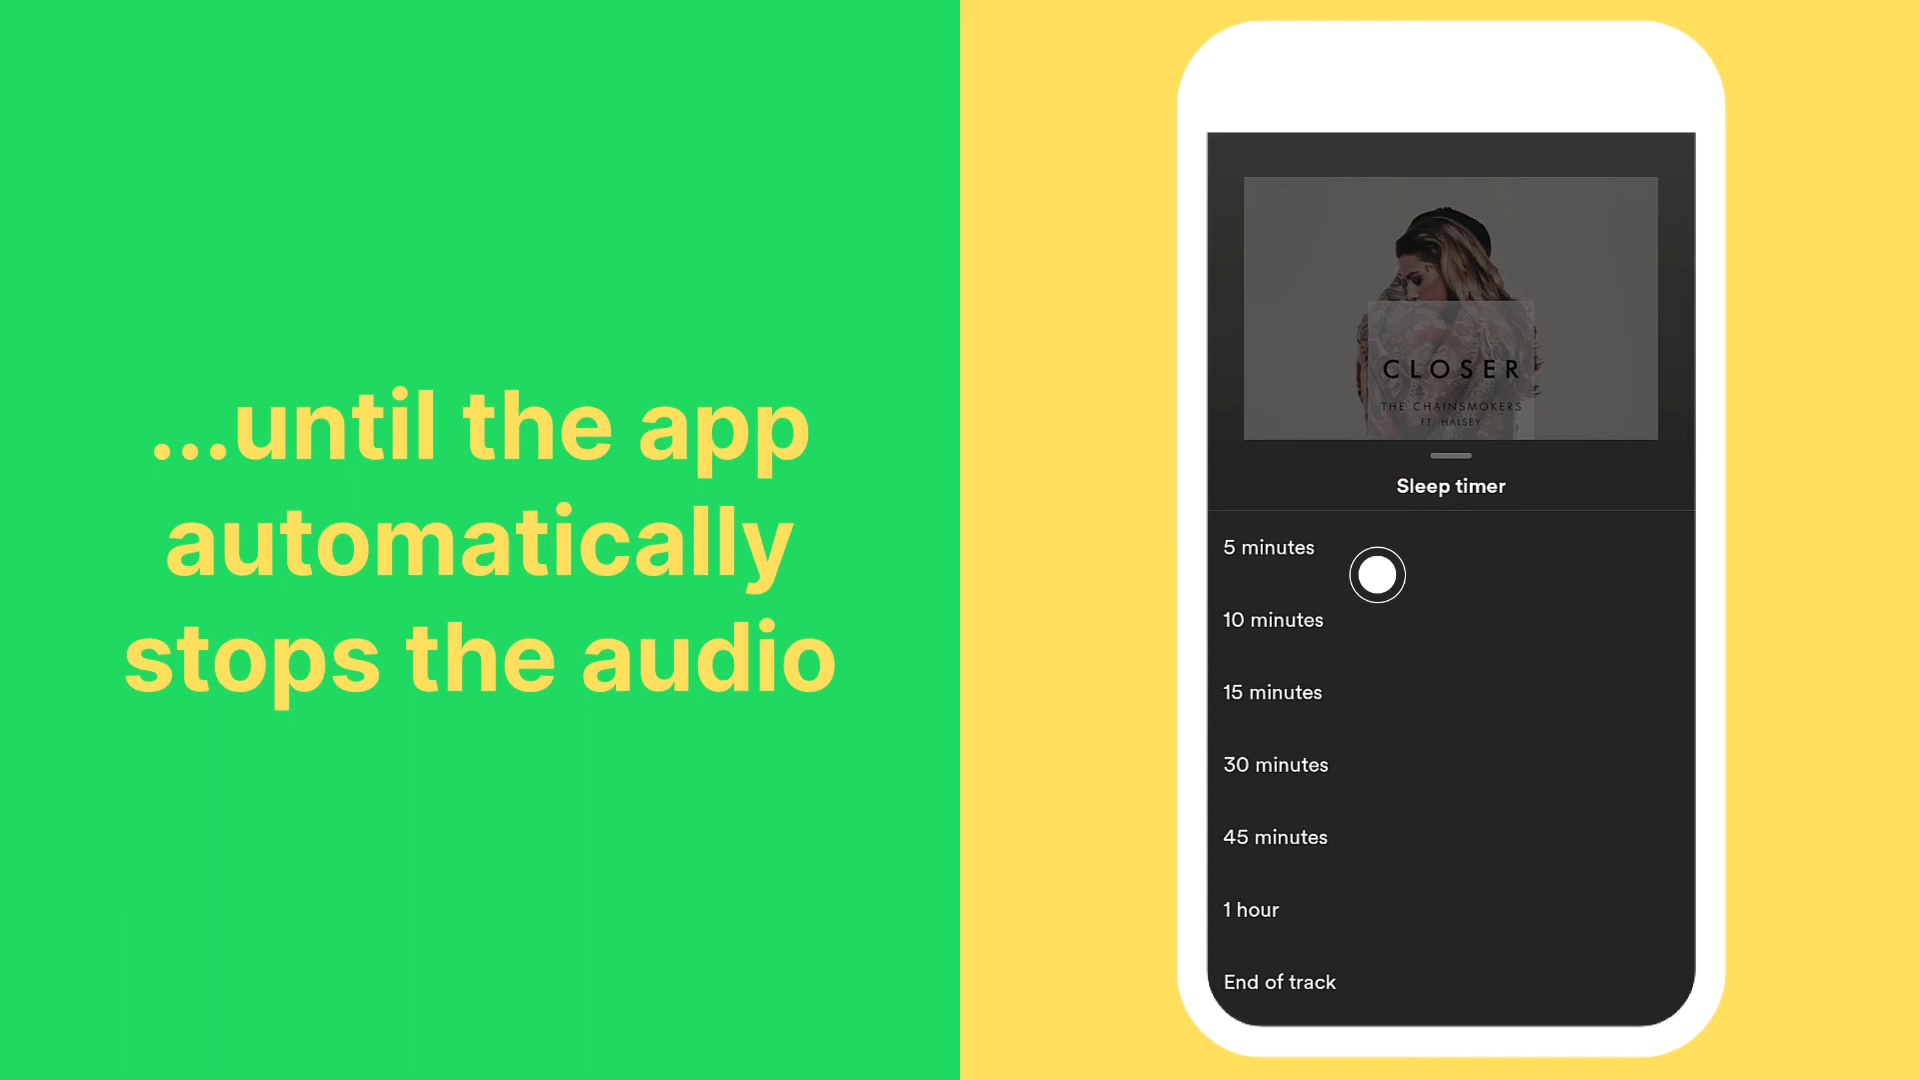 ...until the app
automatically
stops the audio
CLOSER
THE CHAINSMOKERS
FT. HALSEY
Sleep timer
5 minutes
10 minutes
15 minutes
30 minutes
45 minutes
1 hour
End of track